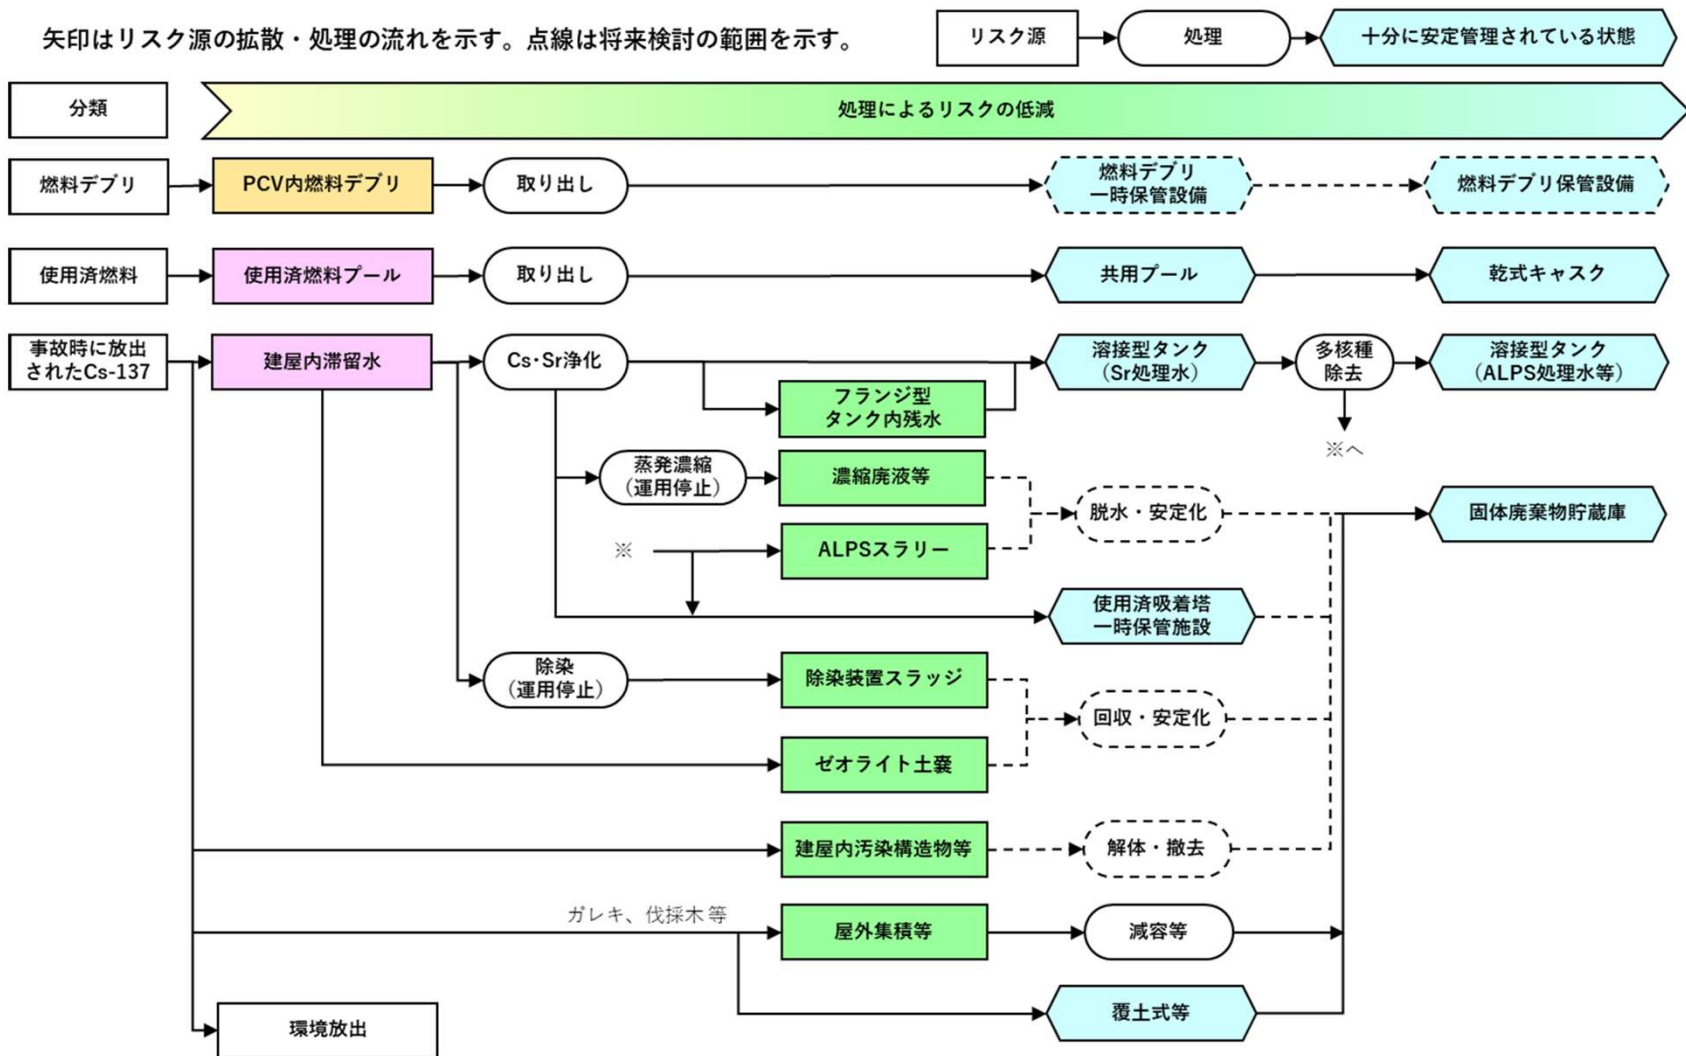 矢印はリスク源の拡散・処理の流れを示す。点線は将来検討の範囲を示す。
リスク源
処理
十分に安定管理されている状態
分類
処理によるリスクの低減
燃料デブリ
PCV内燃料デブリ
取り出し
燃料デブリ
一時保管設備
燃料デブリ保管設備
使用済燃料
使用済燃料プール
取り出し
共用プール
乾式キャスク
事故時に放出
されたCs-137
建屋内滞留水
Cs・Sr浄化
溶接型タンク
（Sr処理水）
多核種
除去
溶接型タンク
（ALPS処理水等）
フランジ型
タンク内残水
※へ
蒸発濃縮
（運用停止）
濃縮廃液等
脱水・安定化
固体廃棄物貯蔵庫
※
ALPSスラリー
使用済吸着塔
一時保管施設
除染
（運用停止）
除染装置スラッジ
回収・安定化
ゼオライト土嚢
建屋内汚染構造物等
解体・撤去
ガレキ、伐採木等
屋外集積等
減容等
覆土式等
環境放出